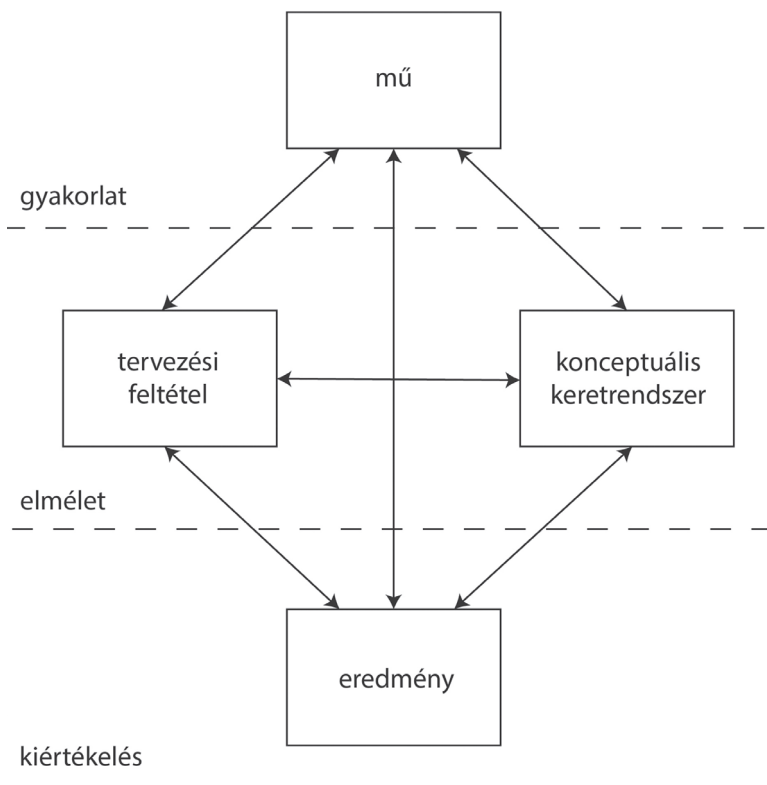 mű
gyakorlat
tervezési
feltétel
konceptuális
keretrendszer
elmélet
eredmény
kiértékelés